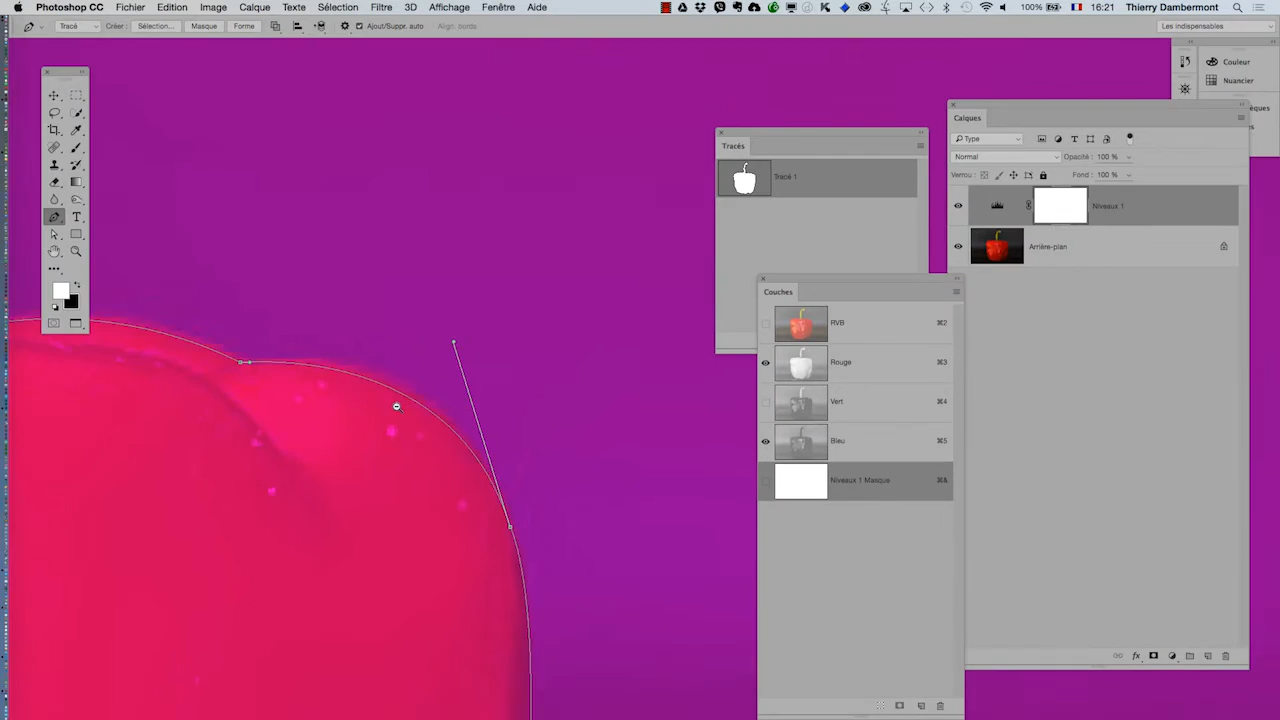 Photoshop CC Fichier Edition Image Calque Texte Sélection Filtre 3D Affichage Fenêtre Aide 100% 16:21 Thierry Dambermont
Tracé Créer : Sélection... Masque Forme Ajout/Suppr. auto Align. bords Les indispensables
Couleur
Nuancier
Calques
Type
Normal Opacité : 100 %
Verrou : Fond : 100 %
Niveaux 1
Arrière-plan
Tracés
Tracé 1
Couches
RVB ⌘2
Rouge ⌘3
Vert ⌘4
Bleu ⌘5
Niveaux 1 Masque ⌘&